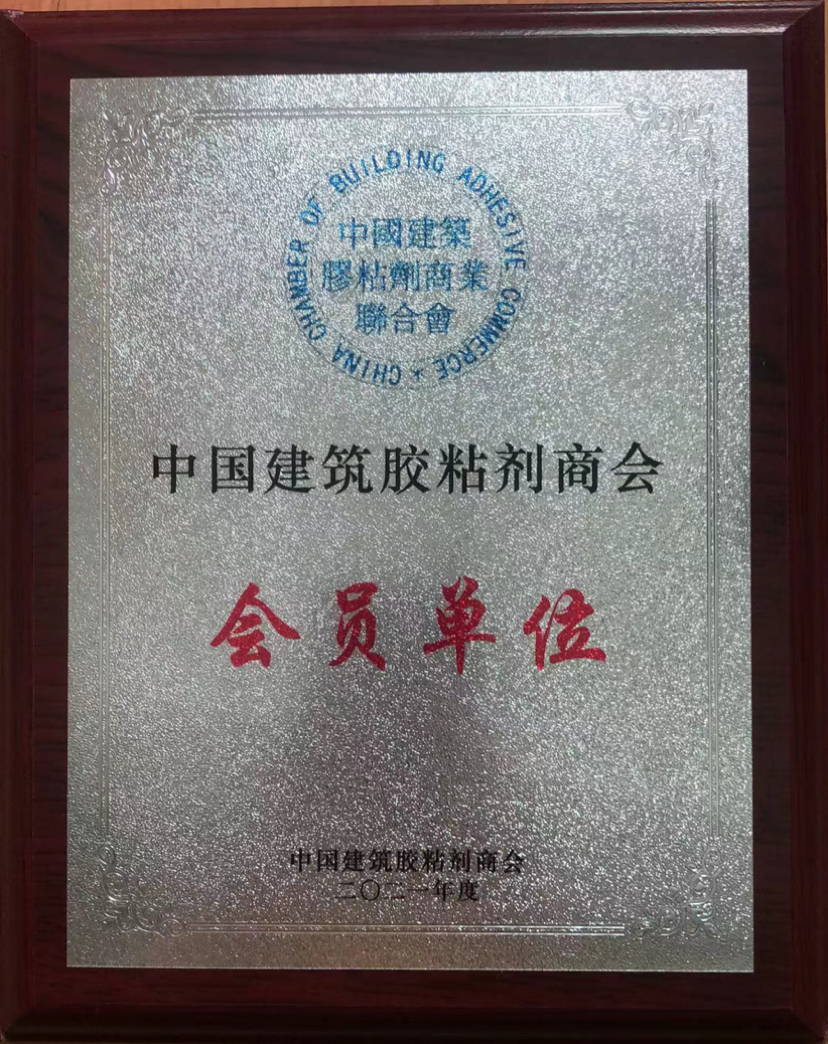 CHINA CHAMBER OF BUILDING ADHESIVE COMMERCE *
中國建築
膠粘劑商業
聯合會
中国建筑胶粘剂商会
会员单位
中国建筑胶粘剂商会
二〇二一年度